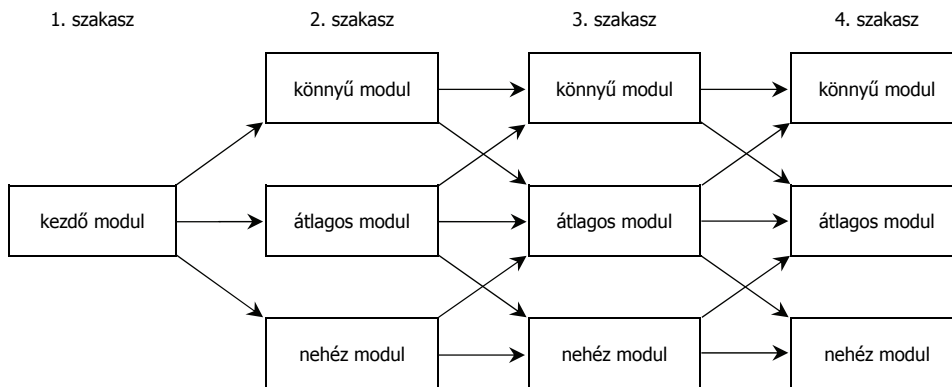 1. szakasz
2. szakasz
3. szakasz
4. szakasz
könnyű modul
könnyű modul
könnyű modul
kezdő modul
átlagos modul
átlagos modul
átlagos modul
nehéz modul
nehéz modul
nehéz modul